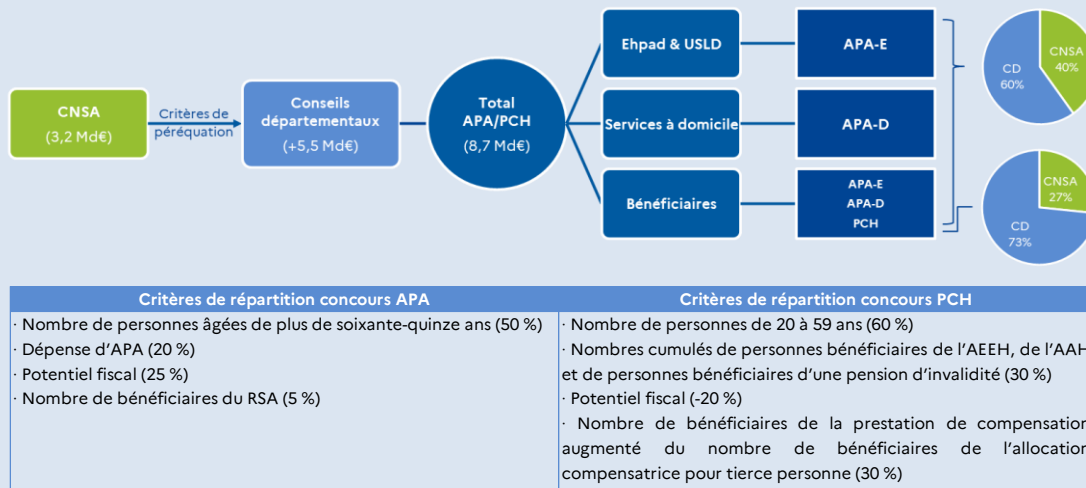 CNSA
(3,2 Md€)
Critères de
péréquation
Conseils
départementaux
(+5,5 Md€)
Total
APA/PCH
(8,7 Md€)
Ehpad & USLD
APA-E
Services à domicile
APA-D
Bénéficiaires
APA-E
APA-D
PCH
CNSA
40%
CD
60%
CNSA
27%
CD
73%
Critères de répartition concours APA
· Nombre de personnes âgées de plus de soixante-quinze ans (50 %)
· Dépense d’APA (20 %)
· Potentiel fiscal (25 %)
· Nombre de bénéficiaires du RSA (5 %)
Critères de répartition concours PCH
· Nombre de personnes de 20 à 59 ans (60 %)
· Nombres cumulés de personnes bénéficiaires de l’AEEH, de l’AAH
et de personnes bénéficiaires d’une pension d’invalidité (30 %)
· Potentiel fiscal (-20 %)
· Nombre de bénéficiaires de la prestation de compensation
augmenté du nombre de bénéficiaires de l’allocation
compensatrice pour tierce personne (30 %)